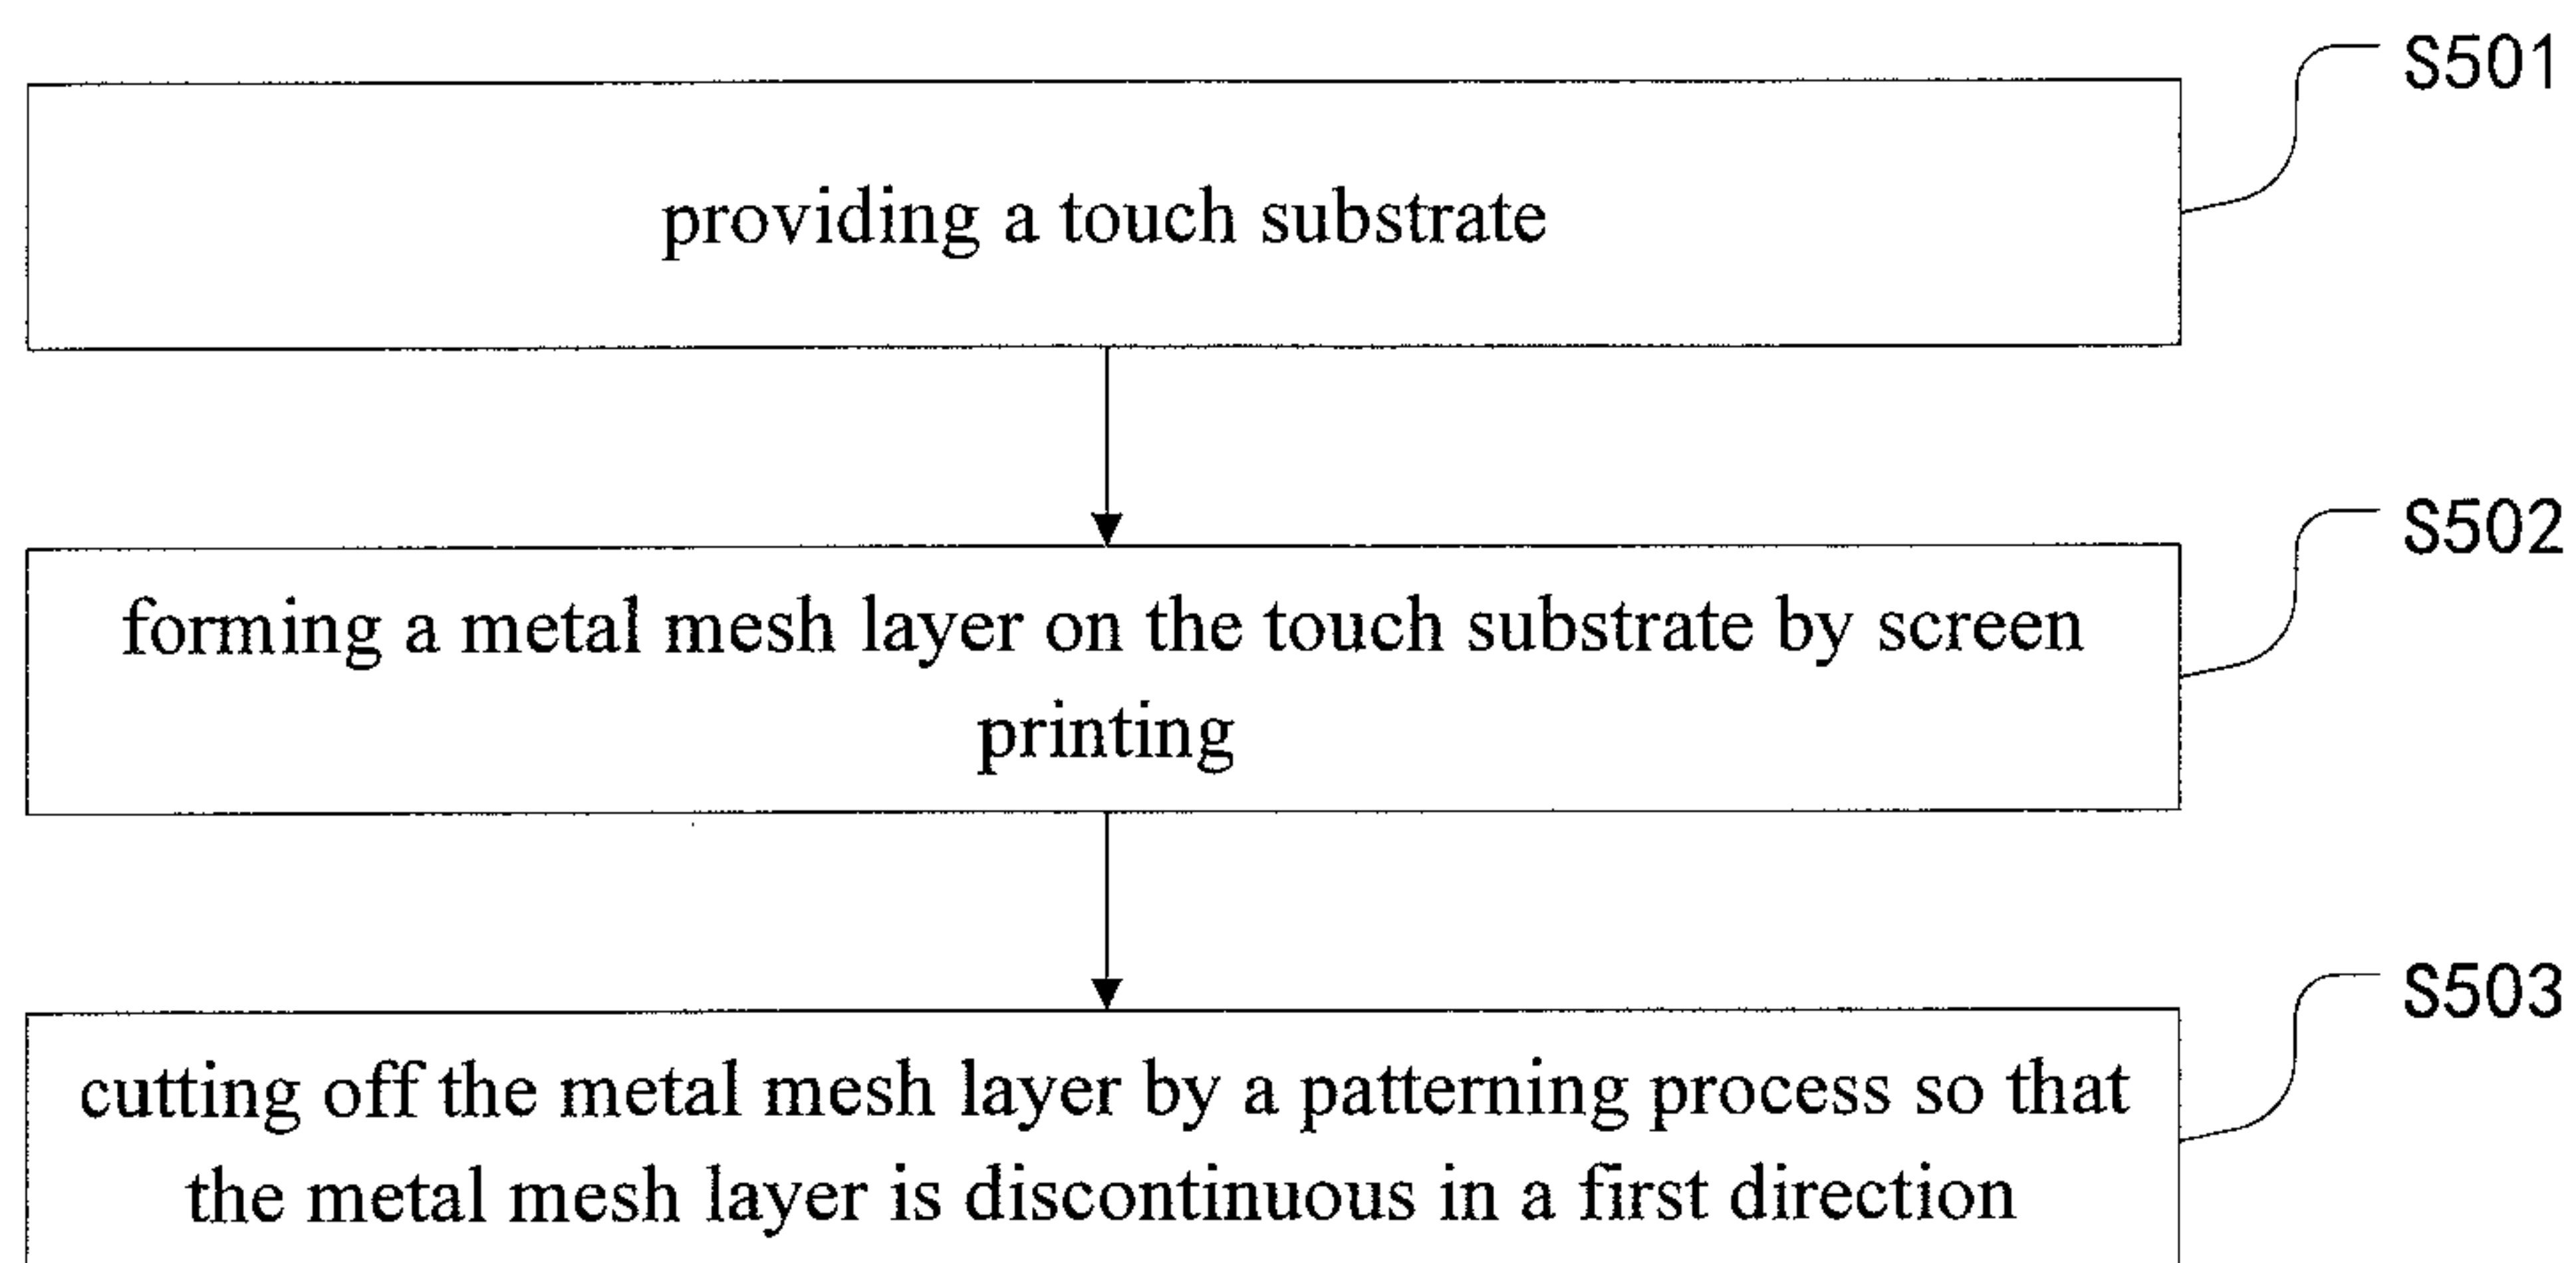 S501
providing a touch substrate
S502
forming a metal mesh layer on the touch substrate by screen
printing
S503
cutting off the metal mesh layer by a patterning process so that
the metal mesh layer is discontinuous in a first direction